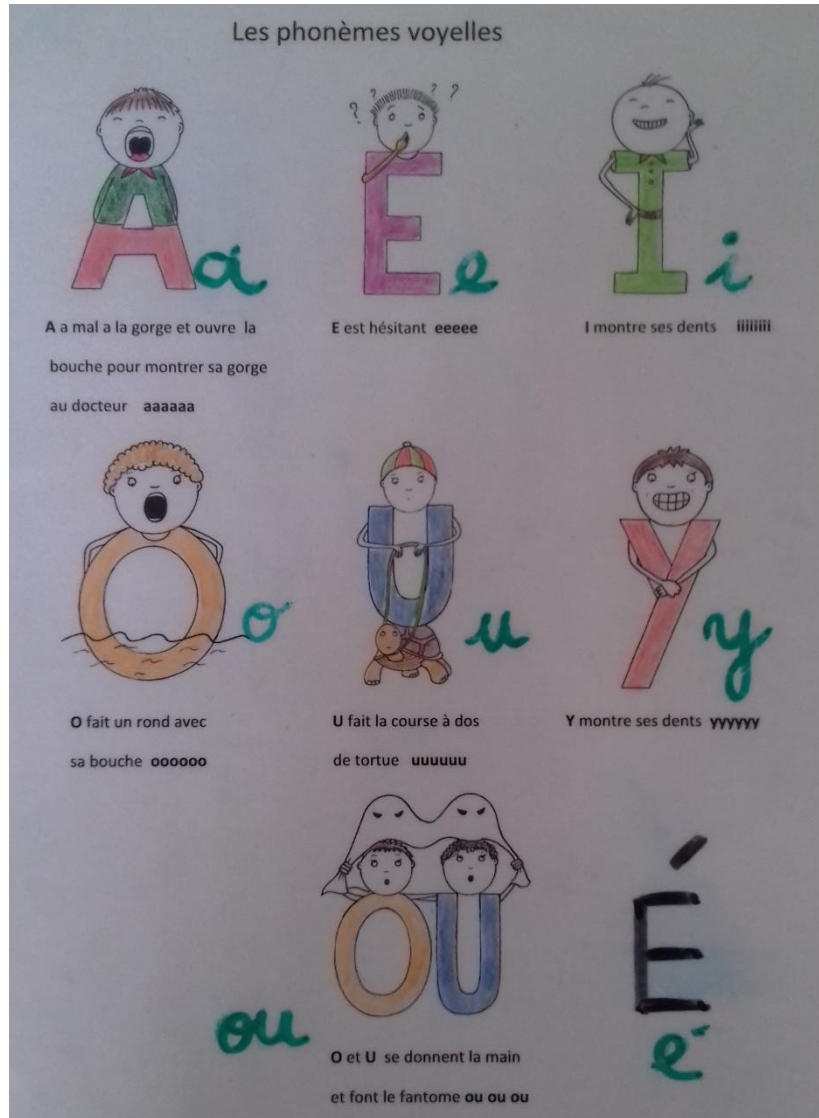 Les phonèmes voyelles
? ? ? ?
A a
E e
I i
A a mal a la gorge et ouvre la
bouche pour montrer sa gorge
au docteur aaaaaa
E est hésitant eeeee
I montre ses dents iiiiiiii
O o
U u
Y y
O fait un rond avec
sa bouche oooooo
U fait la course à dos
de tortue uuuuuu
Y montre ses dents yyyyyy
OU ou
É é
O et U se donnent la main
et font le fantome ou ou ou